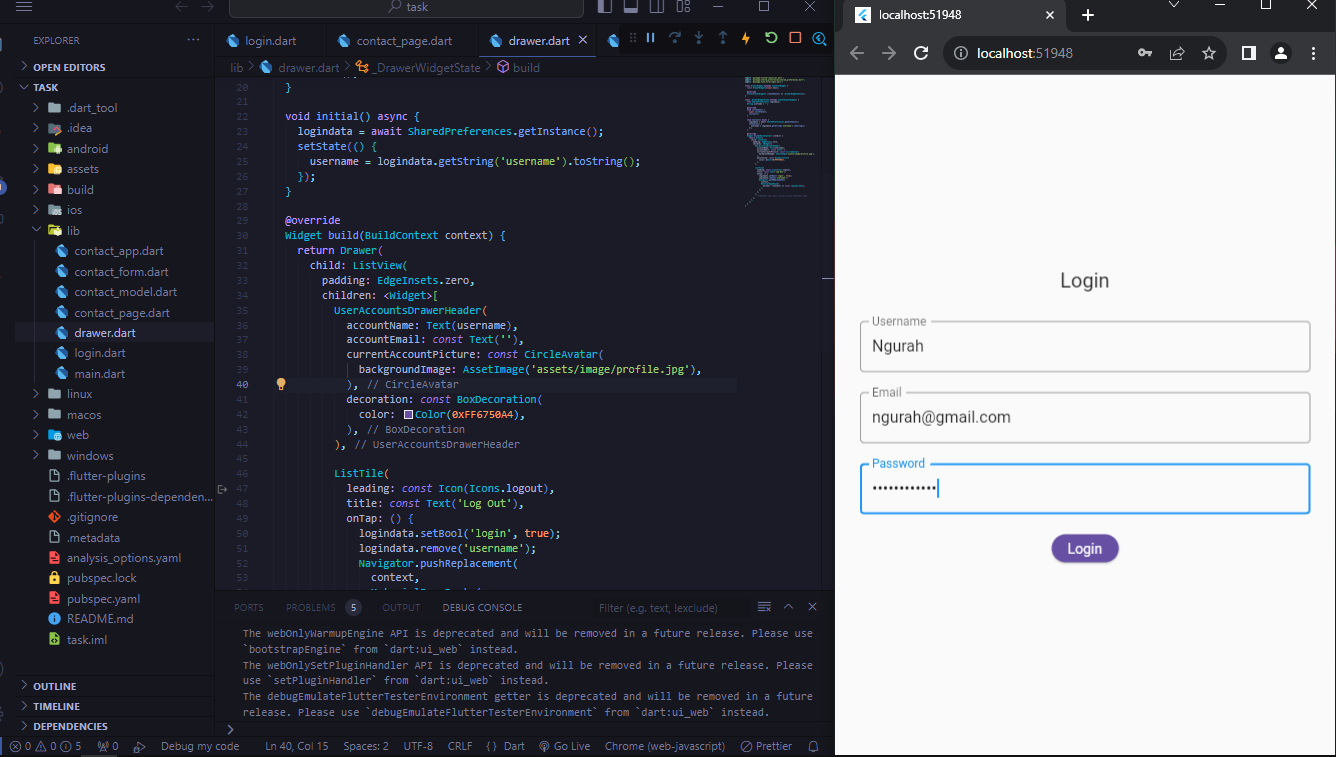 task
EXPLORER
OPEN EDITORS
TASK
.dart_tool
.idea
android
assets
build
ios
lib
contact_app.dart
contact_form.dart
contact_model.dart
contact_page.dart
drawer.dart
login.dart
main.dart
linux
macos
web
windows
.flutter-plugins
.flutter-plugins-dependen...
.gitignore
.metadata
analysis_options.yaml
pubspec.lock
pubspec.yaml
README.md
task.iml
OUTLINE
TIMELINE
DEPENDENCIES
login.dart contact_page.dart drawer.dart
lib > drawer.dart > _DrawerWidgetState > build
20 }
21
22 void initial() async {
23 logindata = await SharedPreferences.getInstance();
24 setState(() {
25 username = logindata.getString('username').toString();
26 });
27 }
28
29 @override
30 Widget build(BuildContext context) {
31 return Drawer(
32 child: ListView(
33 padding: EdgeInsets.zero,
34 children: <Widget>[
35 UserAccountsDrawerHeader(
36 accountName: Text(username),
37 accountEmail: const Text(''),
38 currentAccountPicture: const CircleAvatar(
39 backgroundImage: AssetImage('assets/image/profile.jpg'),
40 ), // CircleAvatar
41 decoration: const BoxDecoration(
42 color: Color(0xFF6750A4),
43 ), // BoxDecoration
44 ), // UserAccountsDrawerHeader
45
46 ListTile(
47 leading: const Icon(Icons.logout),
48 title: const Text('Log Out'),
49 onTap: () {
50 logindata.setBool('login', true);
51 logindata.remove('username');
52 Navigator.pushReplacement(
53 context,
PORTS PROBLEMS 5 OUTPUT DEBUG CONSOLE Filter (e.g. text, !exclude)
The webOnlyWarmupEngine API is deprecated and will be removed in a future release. Please use
`bootstrapEngine` from `dart:ui_web` instead.
The webOnlySetPluginHandler API is deprecated and will be removed in a future release. Please
use `setPluginHandler` from `dart:ui_web` instead.
The debugEmulateFlutterTesterEnvironment getter is deprecated and will be removed in a future
release. Please use `debugEmulateFlutterTesterEnvironment` from `dart:ui_web` instead.
0 0 5 0 Debug my code Ln 40, Col 15 Spaces: 2 UTF-8 CRLF {} Dart Go Live Chrome (web-javascript) Prettier
localhost:51948
localhost:51948
Login
Username
Ngurah
Email
ngurah@gmail.com
Password
••••••••••••
Login